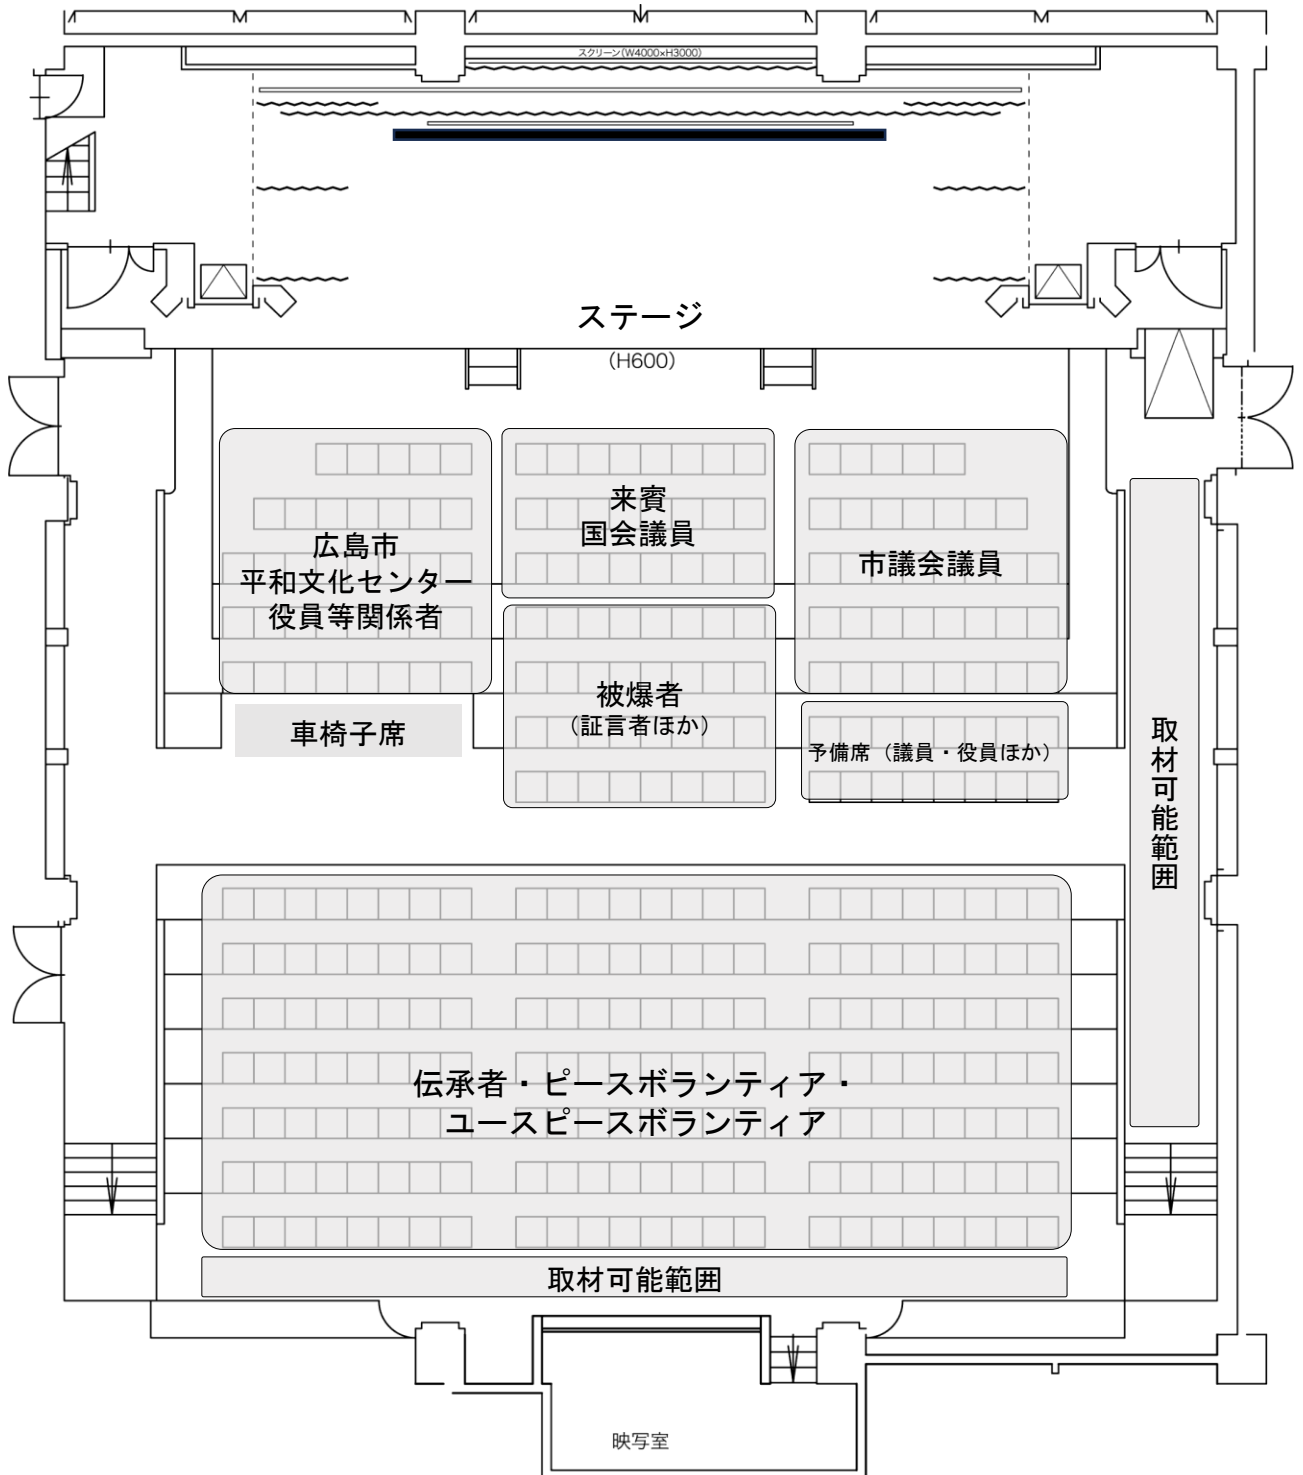 スクリーン(W4000×H3000)
ステージ
(H600)
来賓
国会議員
広島市
平和文化センター
役員等関係者
市議会議員
被爆者
（証言者ほか）
車椅子席
予備席（議員・役員ほか）
取材可能範囲
伝承者・ピースボランティア・
ユースピースボランティア
取材可能範囲
映写室